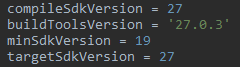 compileSdkVersion = 27
buildToolsVersion = '27.0.3'
minSdkVersion = 19
targetSdkVersion = 27